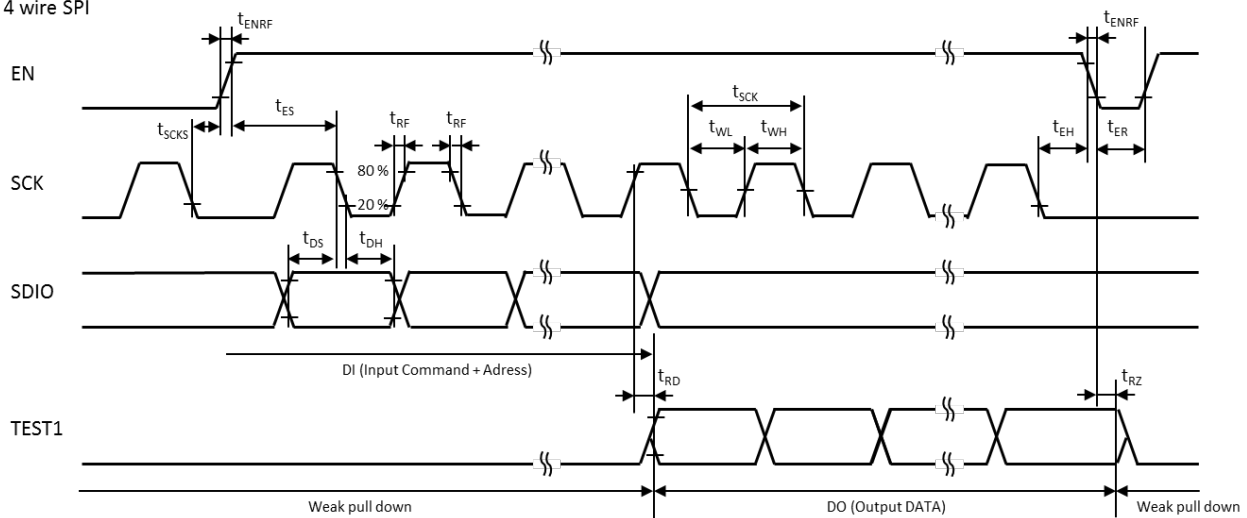 4 wire SPI
tENRF
tENRF
EN
tSCKS
tES
tRF
tRF
tSCK
tWL
tWH
tEH
tER
SCK
80 %
20 %
tDS
tDH
SDIO
DI (Input Command + Adress)
tRD
tRZ
TEST1
Weak pull down
DO (Output DATA)
Weak pull down